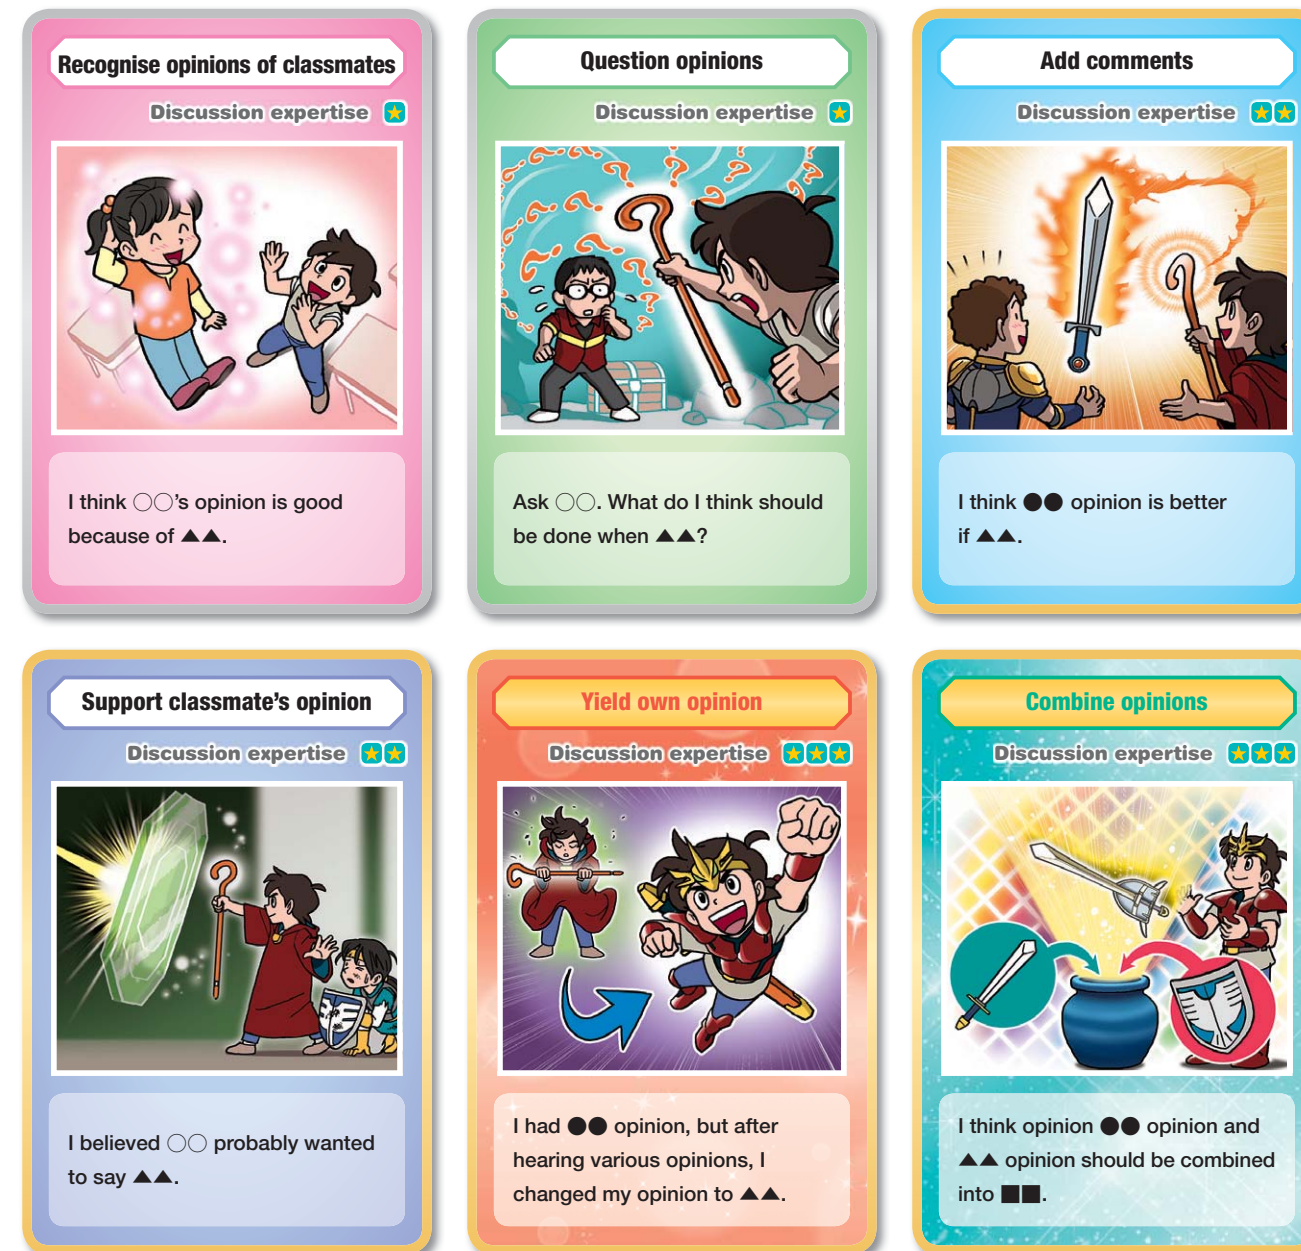 Recognise opinions of classmates
Discussion expertise
I think ○○'s opinion is good
because of ▲▲.
Question opinions
Discussion expertise
Ask ○○. What do I think should
be done when ▲▲?
Add comments
Discussion expertise
I think ●● opinion is better
if ▲▲.
Support classmate's opinion
Discussion expertise
I believed ○○ probably wanted
to say ▲▲.
Yield own opinion
Discussion expertise
I had ●● opinion, but after
hearing various opinions, I
changed my opinion to ▲▲.
Combine opinions
Discussion expertise
I think opinion ●● opinion and
▲▲ opinion should be combined
into ■■.